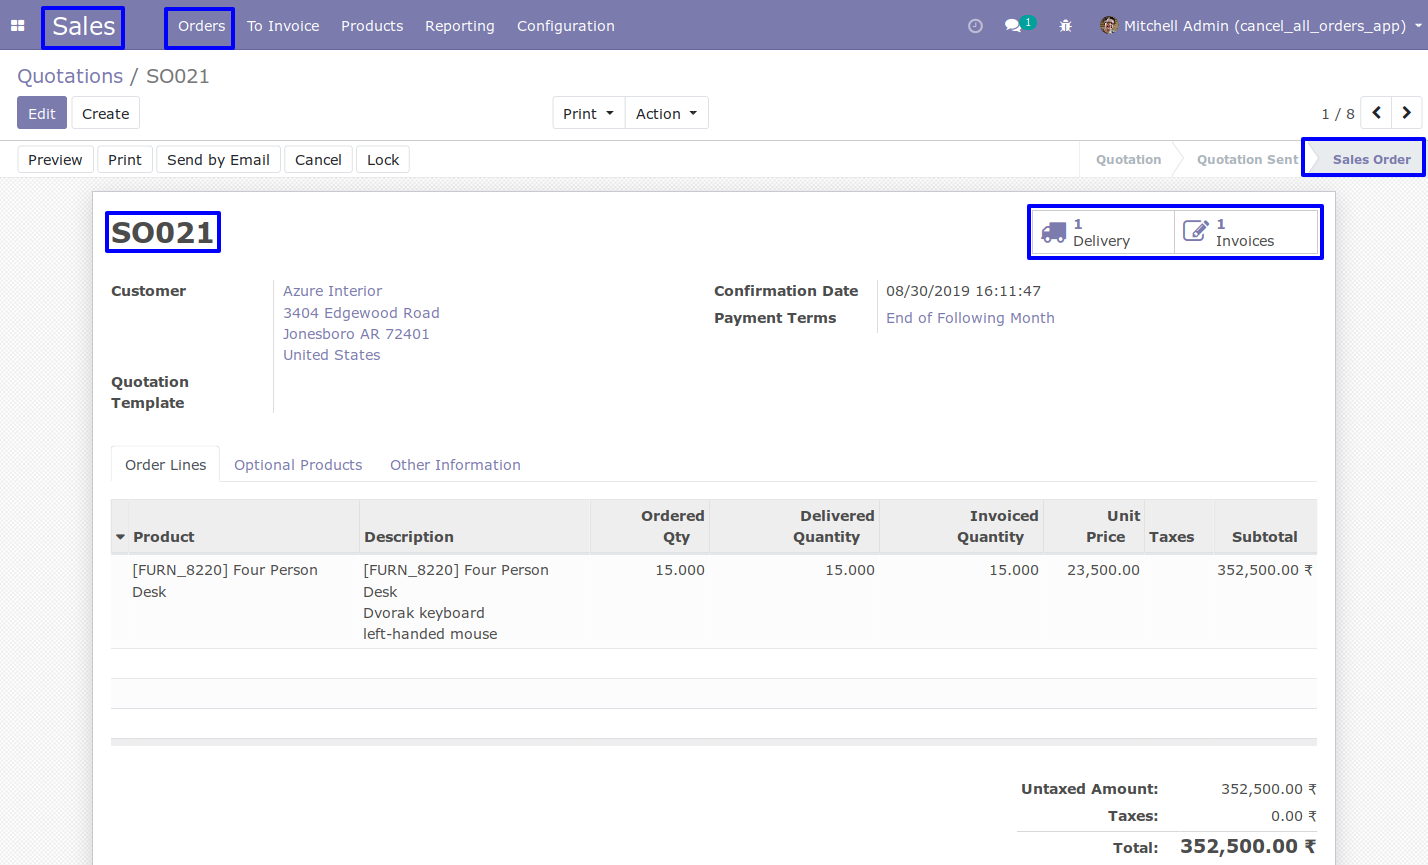 Sales Orders To Invoice Products Reporting Configuration 1 Mitchell Admin (cancel_all_orders_app)
Quotations / SO021
Edit Create Print Action 1 / 8
Preview Print Send by Email Cancel Lock Quotation Quotation Sent Sales Order
SO021
1 Delivery
1 Invoices
Customer
Azure Interior
3404 Edgewood Road
Jonesboro AR 72401
United States
Confirmation Date 08/30/2019 16:11:47
Payment Terms End of Following Month
Quotation
Template
Order Lines Optional Products Other Information
Product Description Ordered Qty Delivered Quantity Invoiced Quantity Unit Price Taxes Subtotal
[FURN_8220] Four Person [FURN_8220] Four Person 15.000 15.000 15.000 23,500.00 352,500.00 ₹
Desk Desk
Dvorak keyboard
left-handed mouse
Untaxed Amount: 352,500.00 ₹
Taxes: 0.00 ₹
Total: 352,500.00 ₹